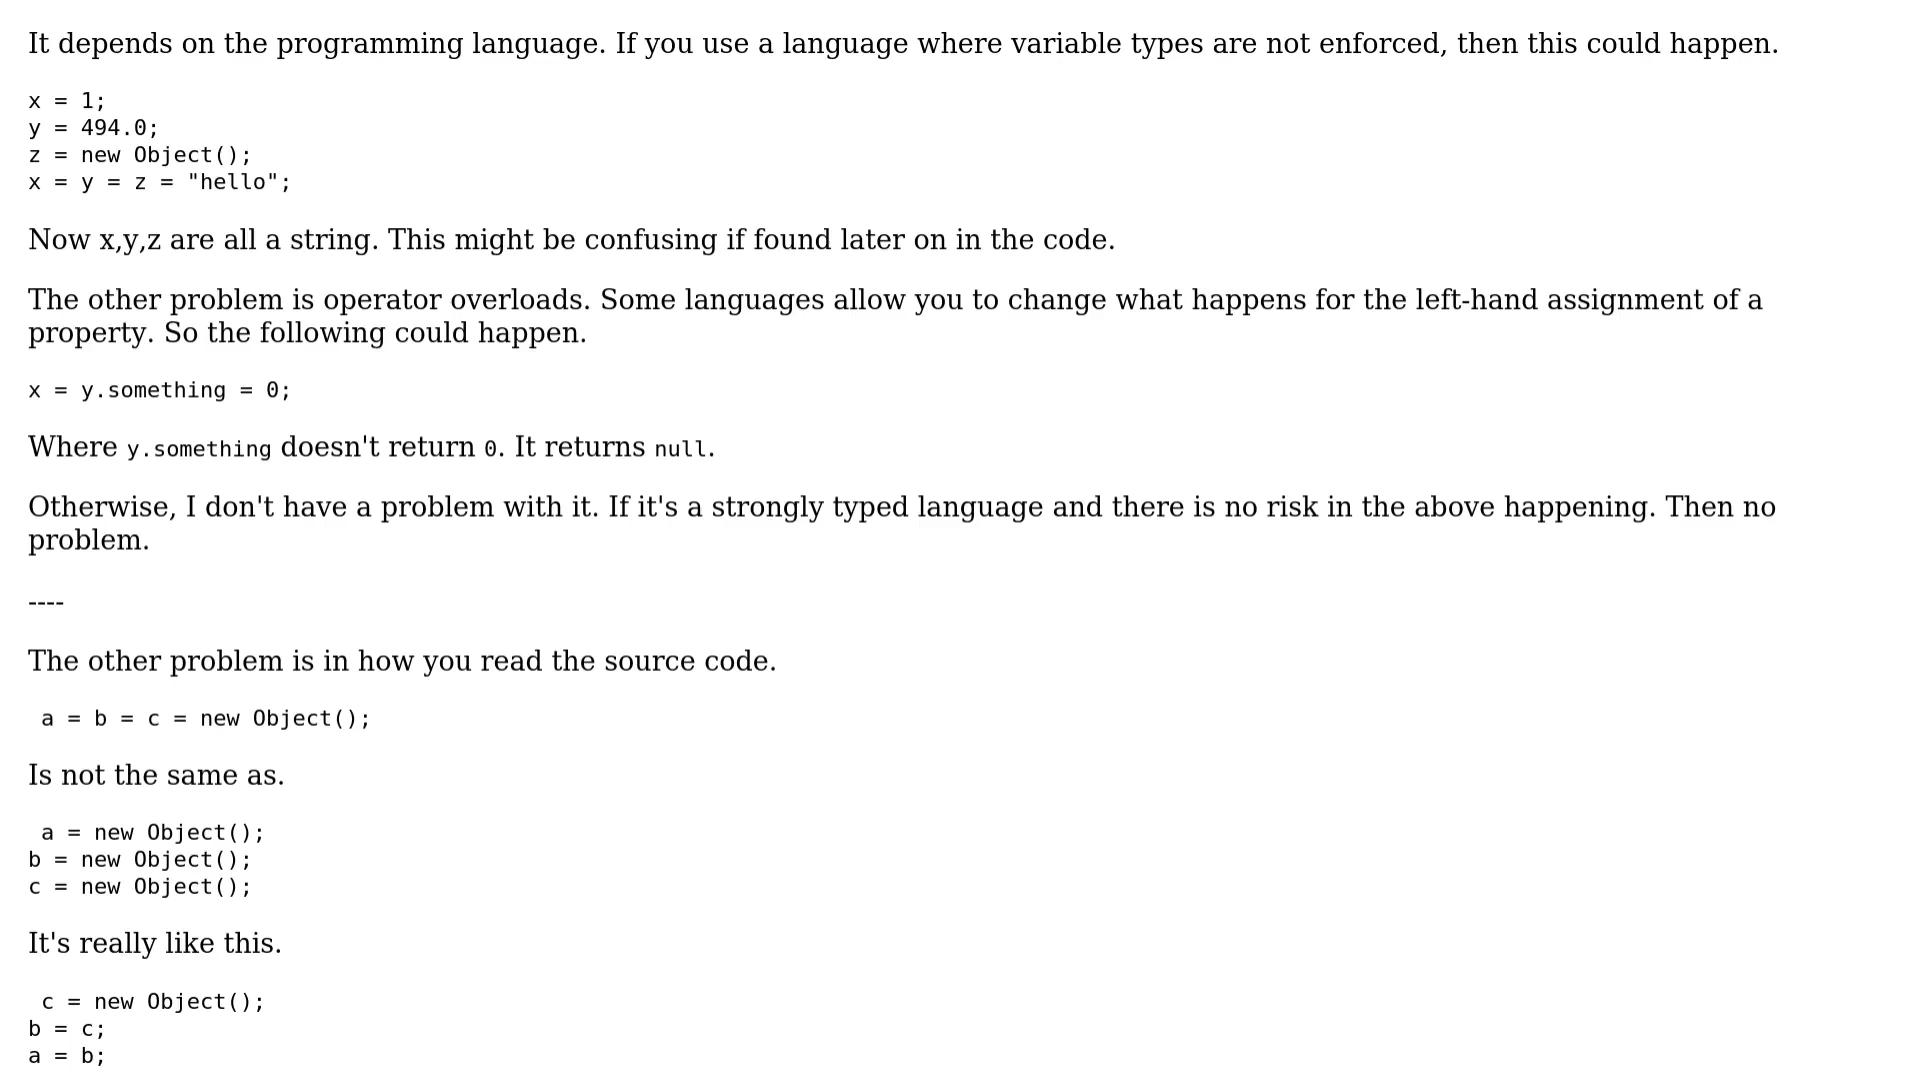 It depends on the programming language. If you use a language where variable types are not enforced, then this could happen.
x = 1;
y = 494.0;
z = new Object();
x = y = z = "hello";
Now x,y,z are all a string. This might be confusing if found later on in the code.
The other problem is operator overloads. Some languages allow you to change what happens for the left-hand assignment of a
property. So the following could happen.
x = y.something = 0;
Where y.something doesn't return 0. It returns null.
Otherwise, I don't have a problem with it. If it's a strongly typed language and there is no risk in the above happening. Then no
problem.
----
The other problem is in how you read the source code.
 a = b = c = new Object();
Is not the same as.
 a = new Object();
b = new Object();
c = new Object();
It's really like this.
 c = new Object();
b = c;
a = b;